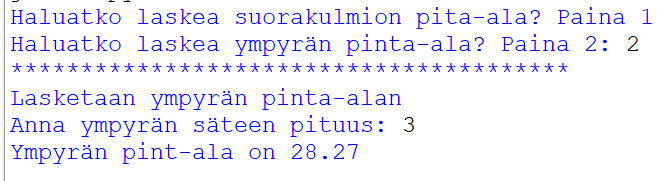 Haluatko laskea suorakulmion pita-ala? Paina 1
Haluatko laskea ympyrän pinta-ala? Paina 2: 2
****************************************
Lasketaan ympyrän pinta-alan
Anna ympyrän säteen pituus: 3
Ympyrän pint-ala on 28.27